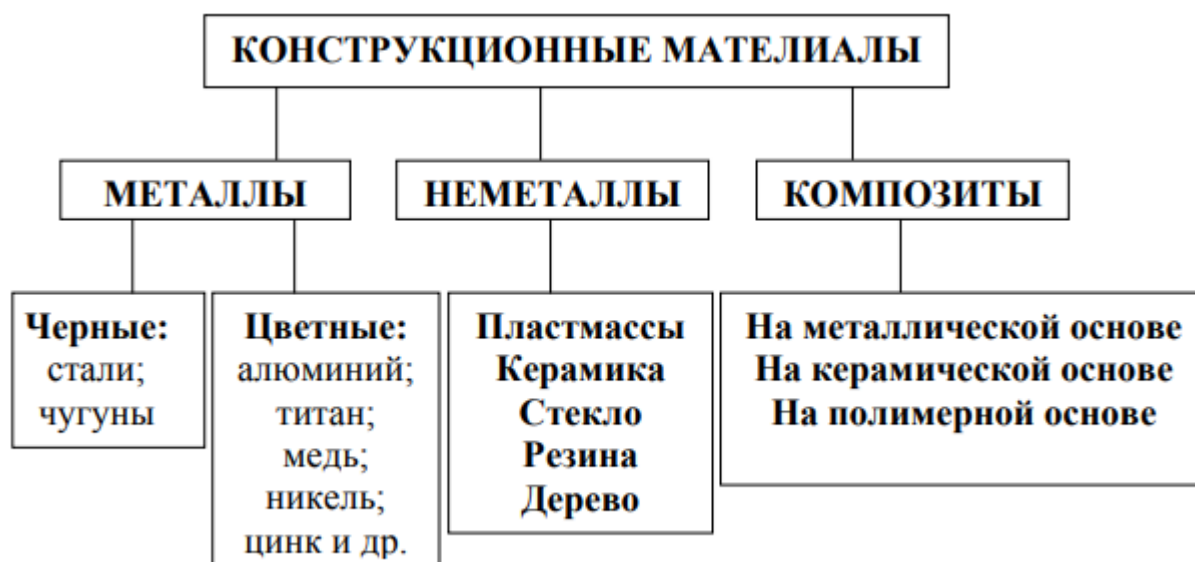 КОНСТРУКЦИОННЫЕ МАТЕЛИАЛЫ
МЕТАЛЛЫ
НЕМЕТАЛЛЫ
КОМПОЗИТЫ
Черные:
стали;
чугуны
Цветные:
алюминий;
титан;
медь;
никель;
цинк и др.
Пластмассы
Керамика
Стекло
Резина
Дерево
На металлической основе
На керамической основе
На полимерной основе